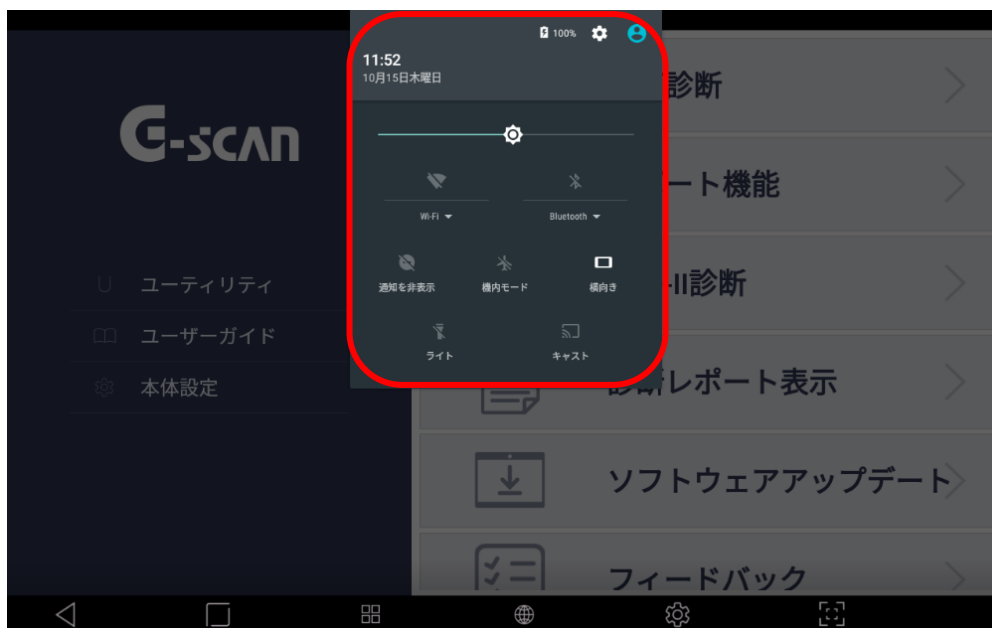 100%
11:52
10月15日木曜日
Wi-Fi
Bluetooth
通知を非表示
機内モード
横向き
ライト
キャスト
G-scan
ユーティリティ
ユーザーガイド
本体設定
診断
ート機能
II診断
診断レポート表示
ソフトウェアアップデート
フィードバック